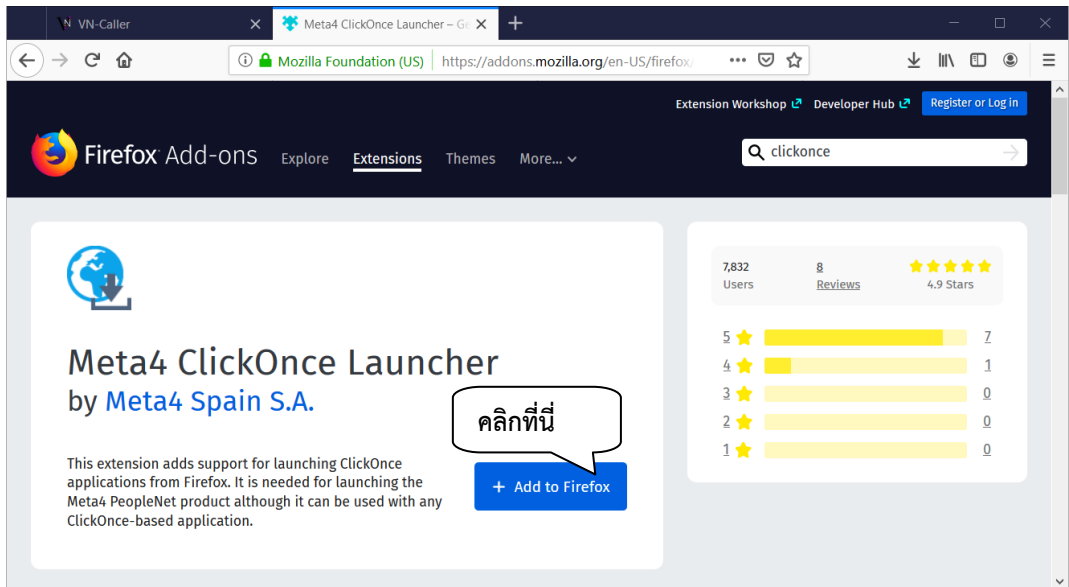 VN-Caller
Meta4 ClickOnce Launcher – Ge
Mozilla Foundation (US) https://addons.mozilla.org/en-US/firefox/
Extension Workshop Developer Hub Register or Log in
Firefox Add-ons Explore Extensions Themes More...
clickonce
7,832 8
Users Reviews 4.9 Stars
5 7
4 1
3 0
2 0
1 0
Meta4 ClickOnce Launcher
by Meta4 Spain S.A.
คลิกที่นี่
This extension adds support for launching ClickOnce
applications from Firefox. It is needed for launching the
Meta4 PeopleNet product although it can be used with any
ClickOnce-based application.
+ Add to Firefox